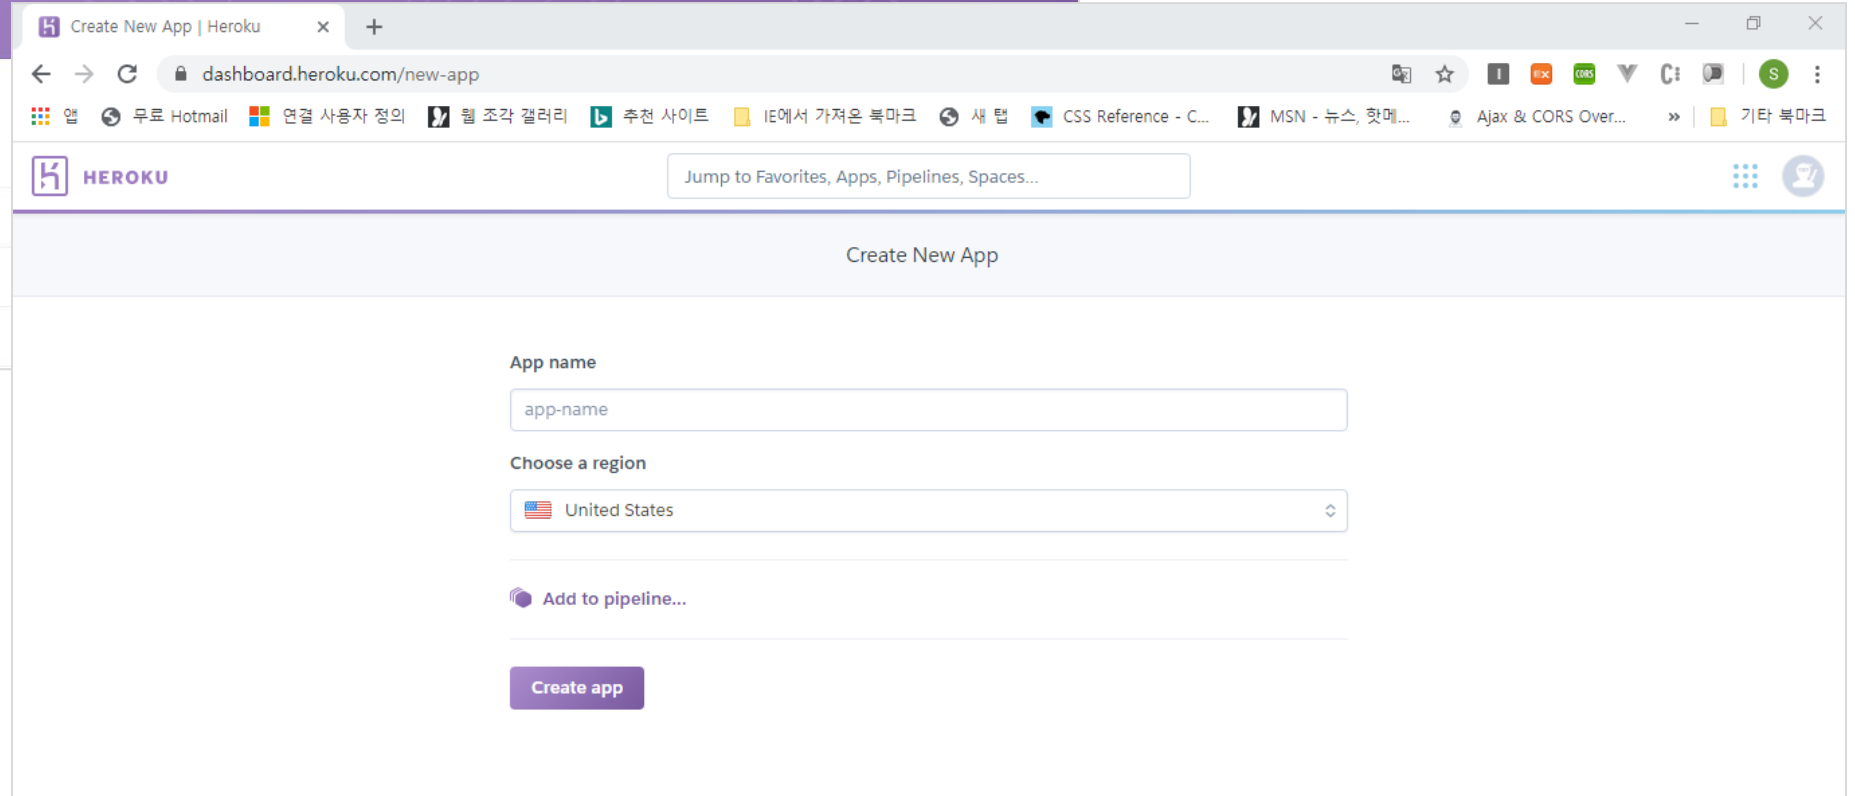 Create New App | Heroku
dashboard.heroku.com/new-app
앱 무료 Hotmail 연결 사용자 정의 웹 조각 갤러리 추천 사이트 IE에서 가져온 북마크 새 탭 CSS Reference - C... MSN - 뉴스, 핫메... Ajax & CORS Over... » 기타 북마크
HEROKU
Jump to Favorites, Apps, Pipelines, Spaces...
Create New App
App name
app-name
Choose a region
United States
Add to pipeline...
Create app